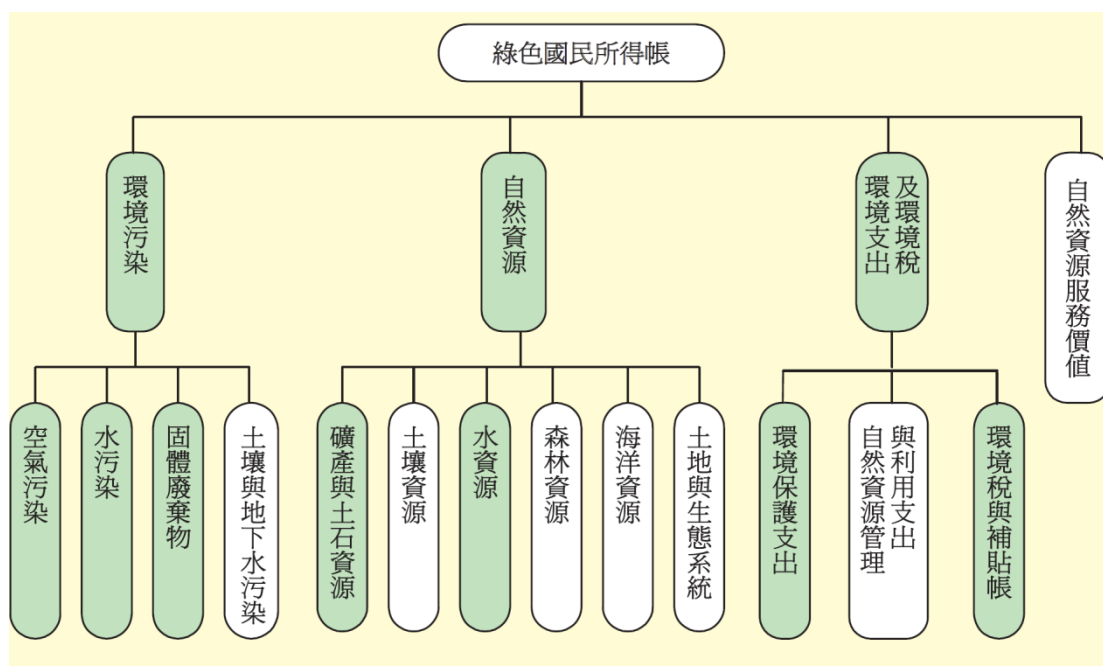 綠色國民所得帳
環境污染
自然資源
環境支出
及環境稅
自然資源服務價值
空氣污染
水污染
固體廢棄物
土壤與地下水污染
礦產與土石資源
土壤資源
水資源
森林資源
海洋資源
土地與生態系統
環境保護支出
自然資源管理
與利用支出
環境稅與補貼帳